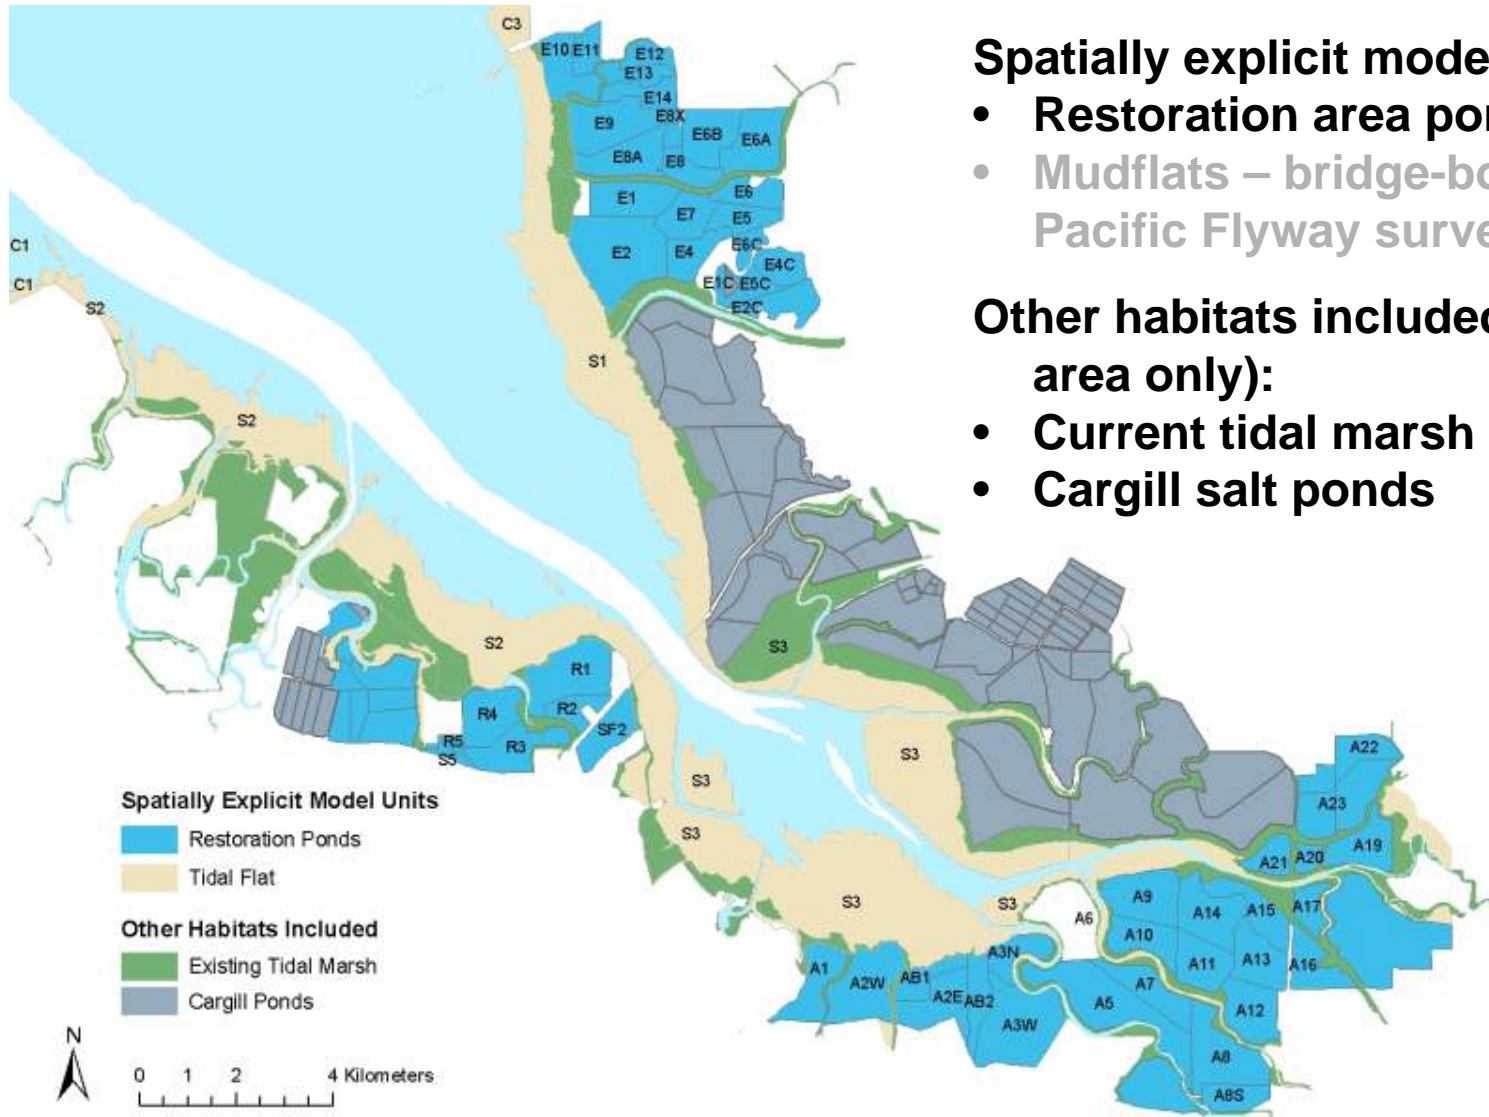 Spatially explicit mode
• Restoration area po
• Mudflats – bridge-bo
Pacific Flyway surve
Other habitats included
area only):
• Current tidal marsh
• Cargill salt ponds
C3
E10 E11
E12
E13
E14
E8X
E9
E6B
E6A
E8A
E8
E1
E6
E7
E5
E2
E4
E6C
E4C
E1C E5C
E2C
C1
C1
S2
S1
S2
S2
S3
R1
R4
R2
SF2
R5
R3
S5
S3
S3
S3
S3
S3
A22
A23
A19
A21
A20
A9
A6
A14
A15
A17
A10
A3N
A11
A13
A16
A1
A2W
AB1
A2E
AB2
A7
A5
A12
A3W
A8
A8S
Spatially Explicit Model Units
Restoration Ponds
Tidal Flat
Other Habitats Included
Existing Tidal Marsh
Cargill Ponds
N
0 1 2 4 Kilometers